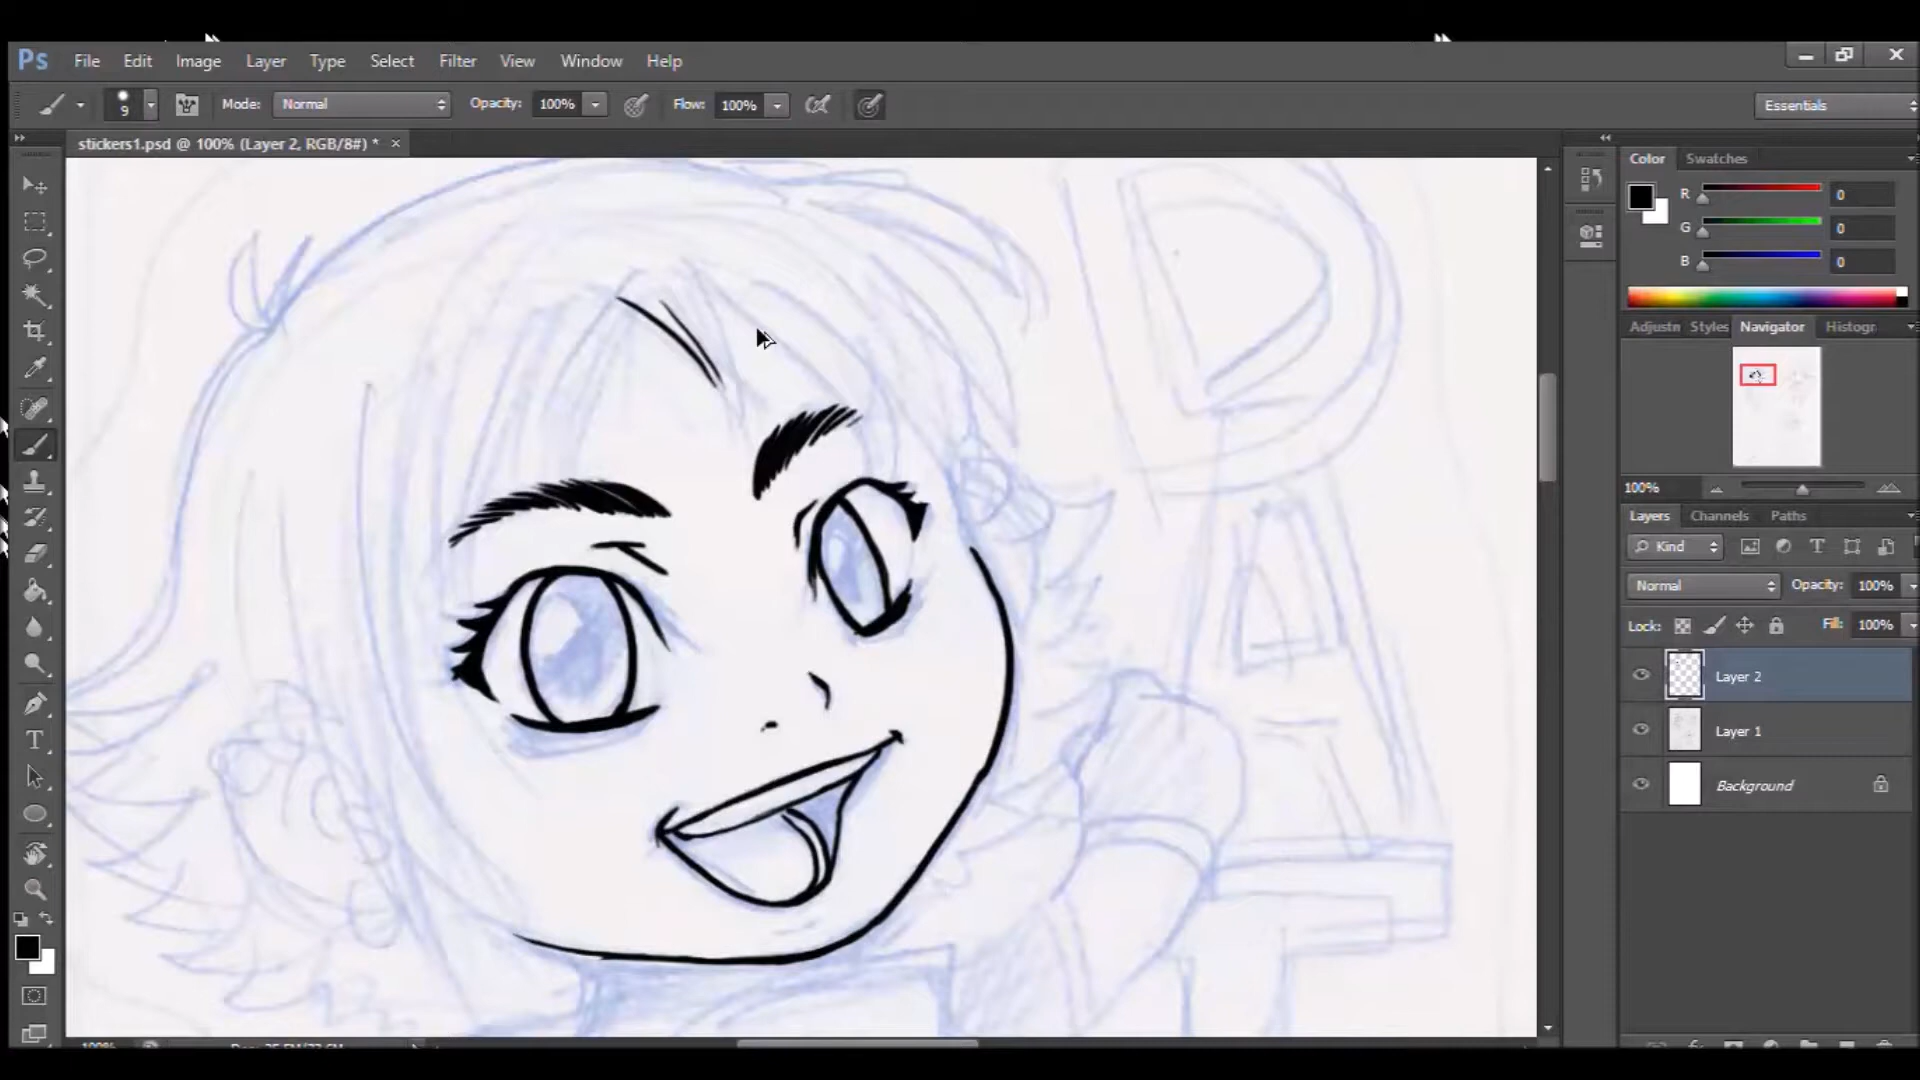 Ps File Edit Image Layer Type Select Filter View Window Help
9 Mode: Normal Opacity: 100% Flow: 100% Essentials
stickers1.psd @ 100% (Layer 2, RGB/8#) * ×
Color Swatches
R 0
G 0
B 0
Adjustn Styles Navigator Histogr
100%
Layers Channels Paths
Kind
Normal Opacity: 100%
Lock: Fill: 100%
Layer 2
Layer 1
Background
DA